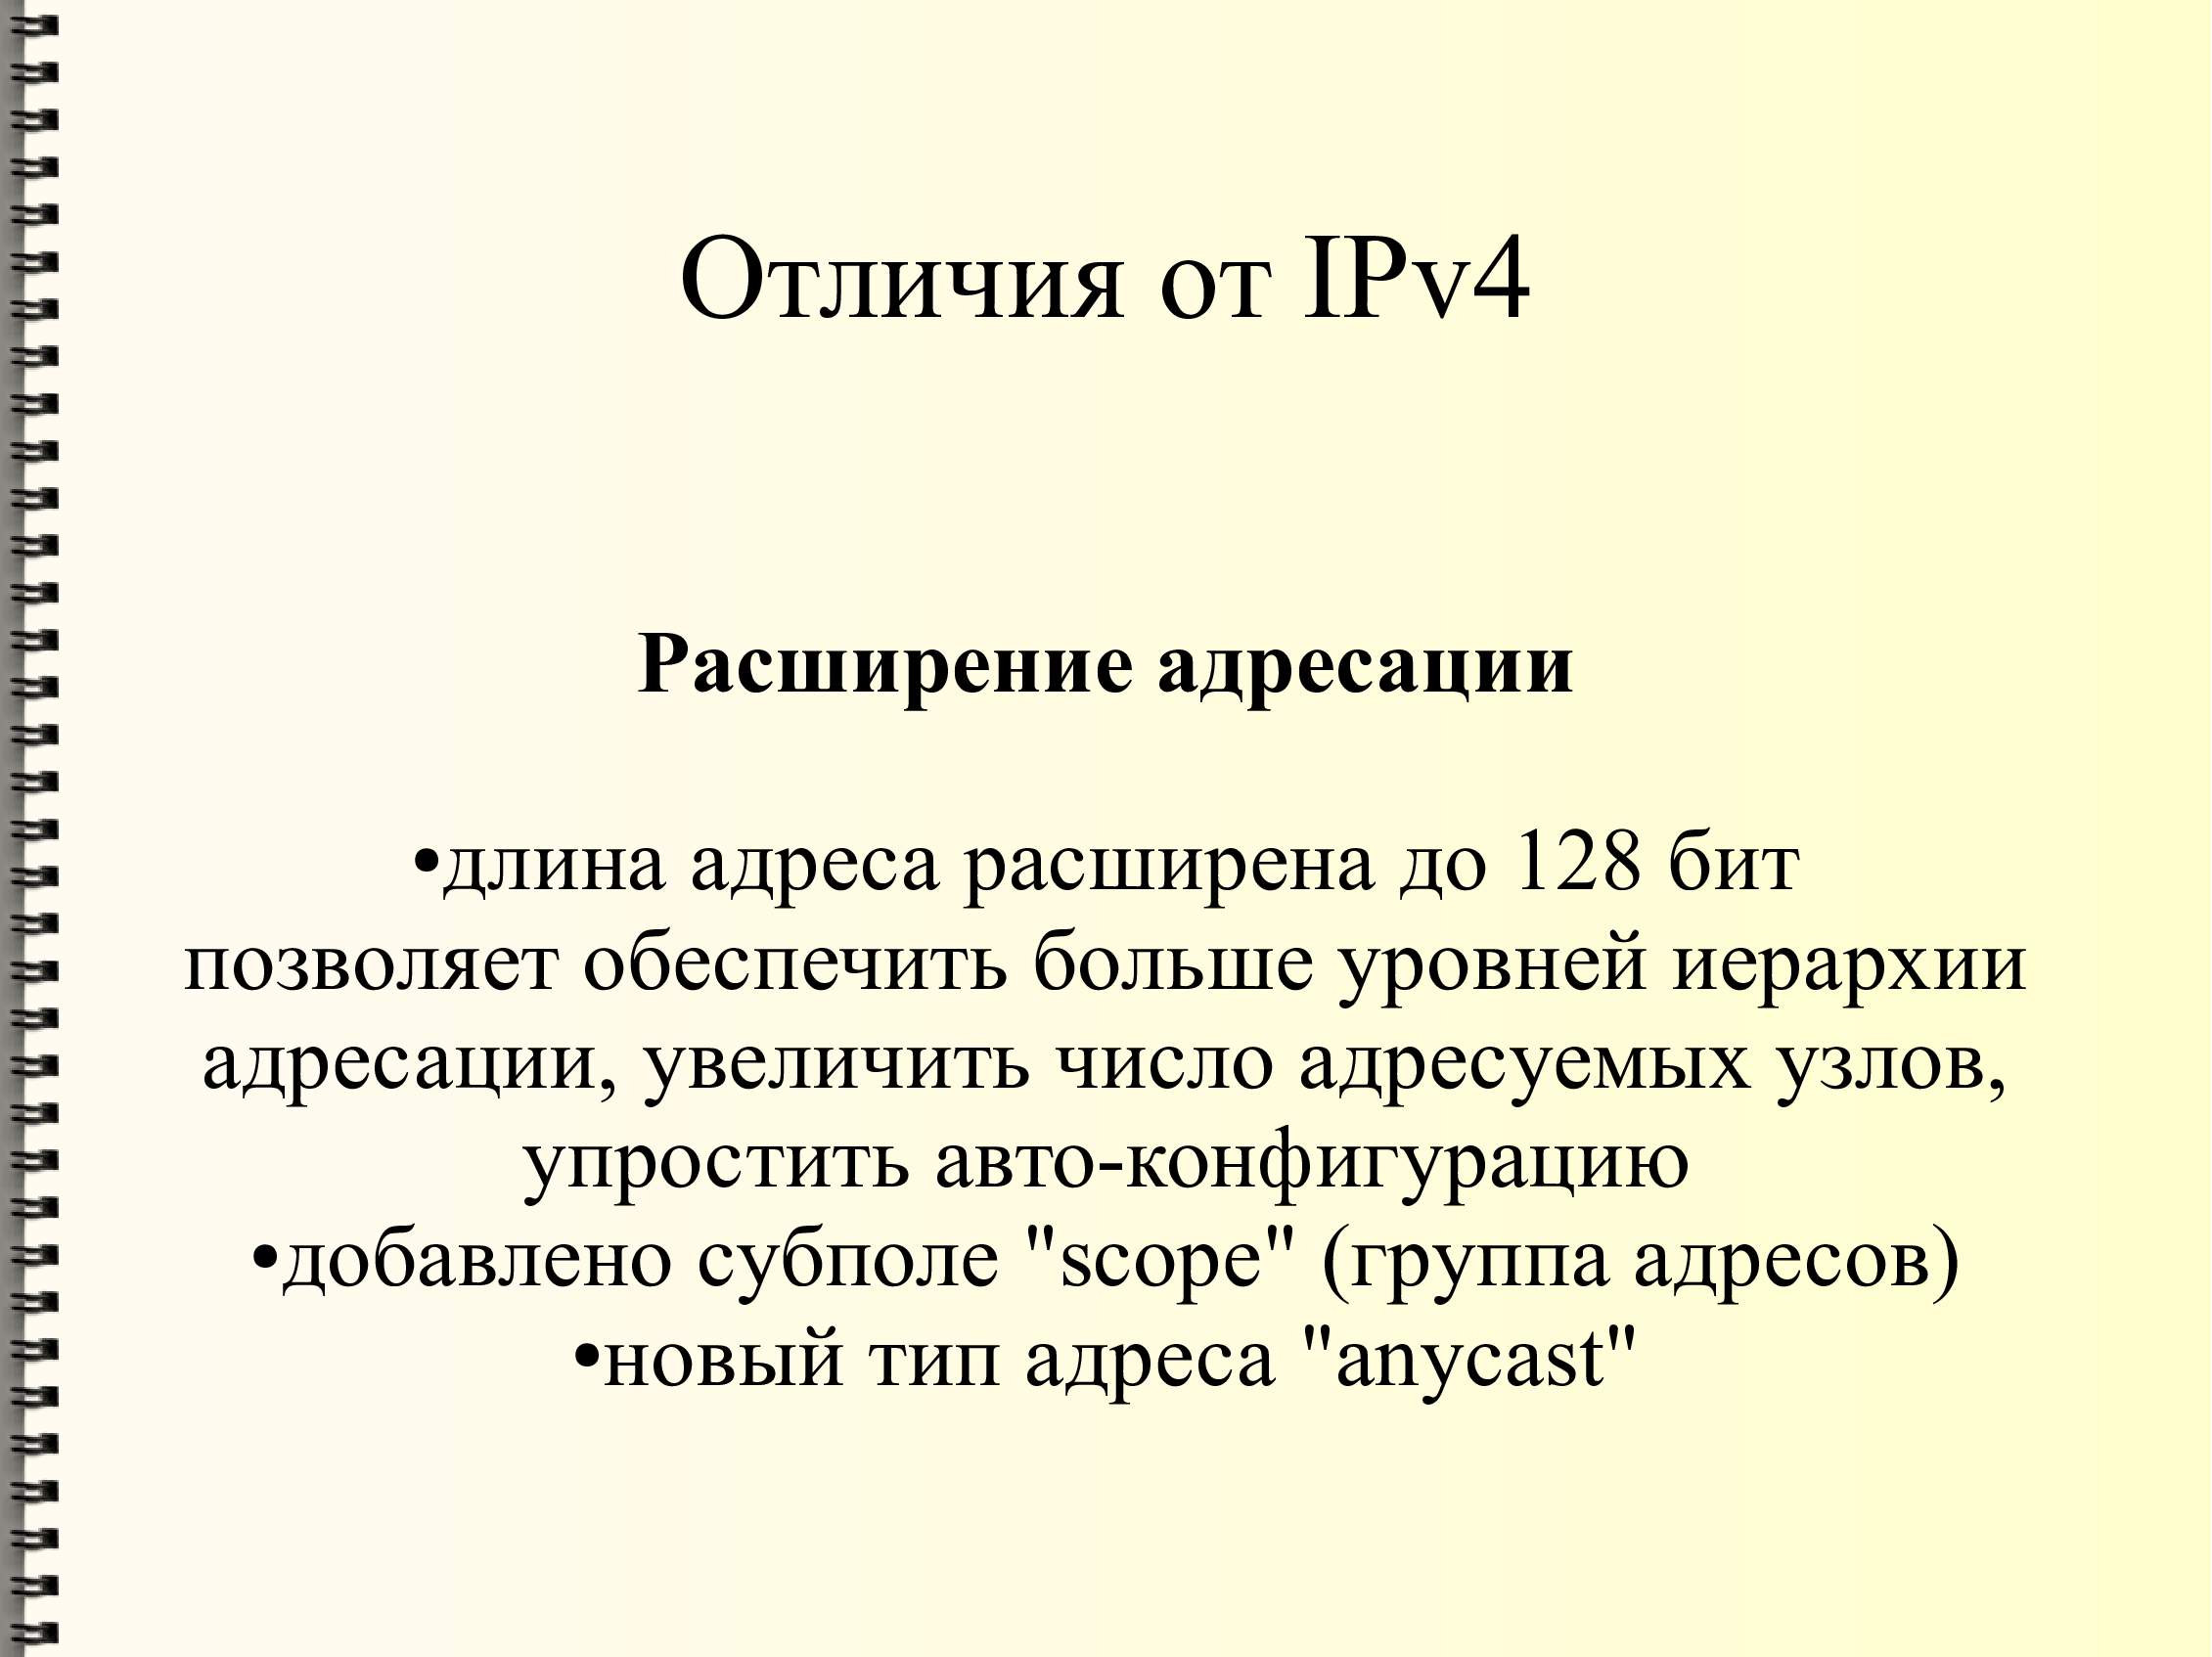 Отличия от IPv4
Расширение адресации
•длина адреса расширена до 128 бит
позволяет обеспечить больше уровней иерархии
адресации, увеличить число адресуемых узлов,
упростить авто-конфигурацию
•добавлено субполе "scope" (группа адресов)
•новый тип адреса "anycast"